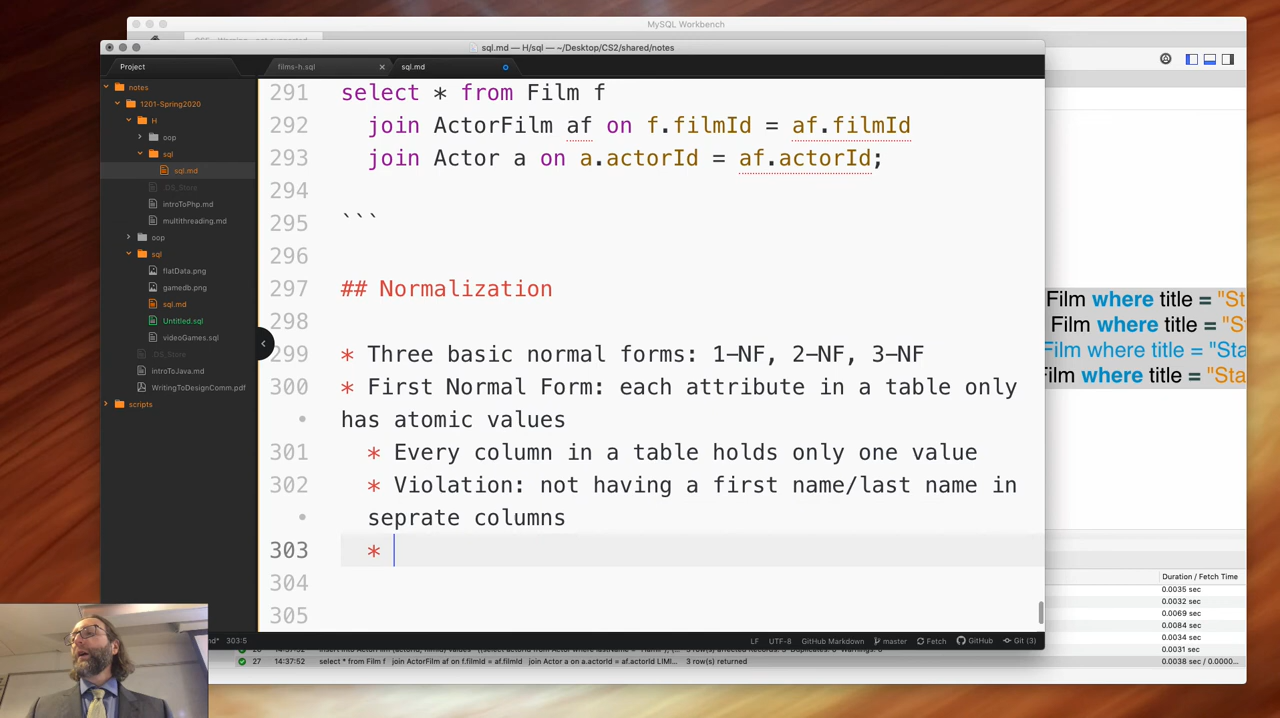 MySQL Workbench
sql.md — H/sql — ~/Desktop/CS2/shared/notes
Project
films-h.sql
sql.md
notes
1201-Spring2020
H
oop
sql
sql.md
.DS_Store
introToPhp.md
multithreading.md
oop
sql
flatData.png
gamedb.png
sql.md
Untitled.sql
videoGames.sql
.DS_Store
introToJava.md
WritingToDesignComm.pdf
scripts
291 select * from Film f
292 join ActorFilm af on f.filmId = af.filmId
293 join Actor a on a.actorId = af.actorId;
294
295 ```
296
297 ## Normalization
298
299 * Three basic normal forms: 1-NF, 2-NF, 3-NF
300 * First Normal Form: each attribute in a table only
• has atomic values
301 * Every column in a table holds only one value
302 * Violation: not having a first name/last name in
• seprate columns
303 *
304
305
Film where title = "S
Film where title = "St
Film where title = "Sta
Film where title = "Sta
Duration / Fetch Time
0.0035 sec
0.0032 sec
0.0069 sec
0.0084 sec
0.0034 sec
0.0053 sec
0.0031 sec
303:5
LF UTF-8 GitHub Markdown master Fetch GitHub Git (3)
27 14:37:52 select * from Film f join ActorFilm af on f.filmId = af.filmId join Actor a on a.actorId = af.actorId LIMI... 3 row(s) returned 0.0038 sec / 0.0000...